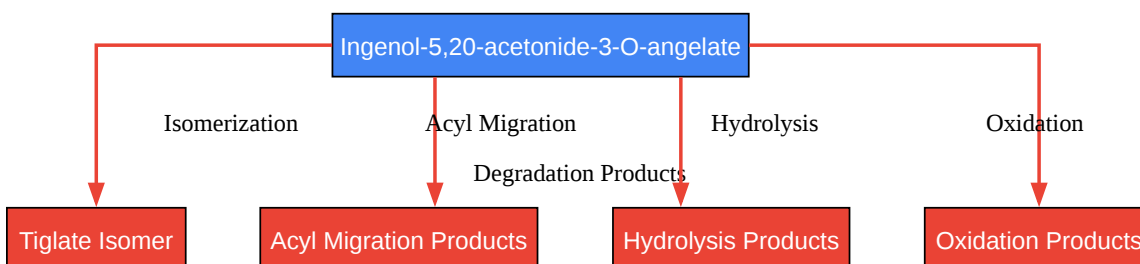 Ingenol-5,20-acetonide-3-O-angelate
Isomerization
Acyl Migration
Hydrolysis
Oxidation
Degradation Products
Tiglate Isomer
Acyl Migration Products
Hydrolysis Products
Oxidation Products